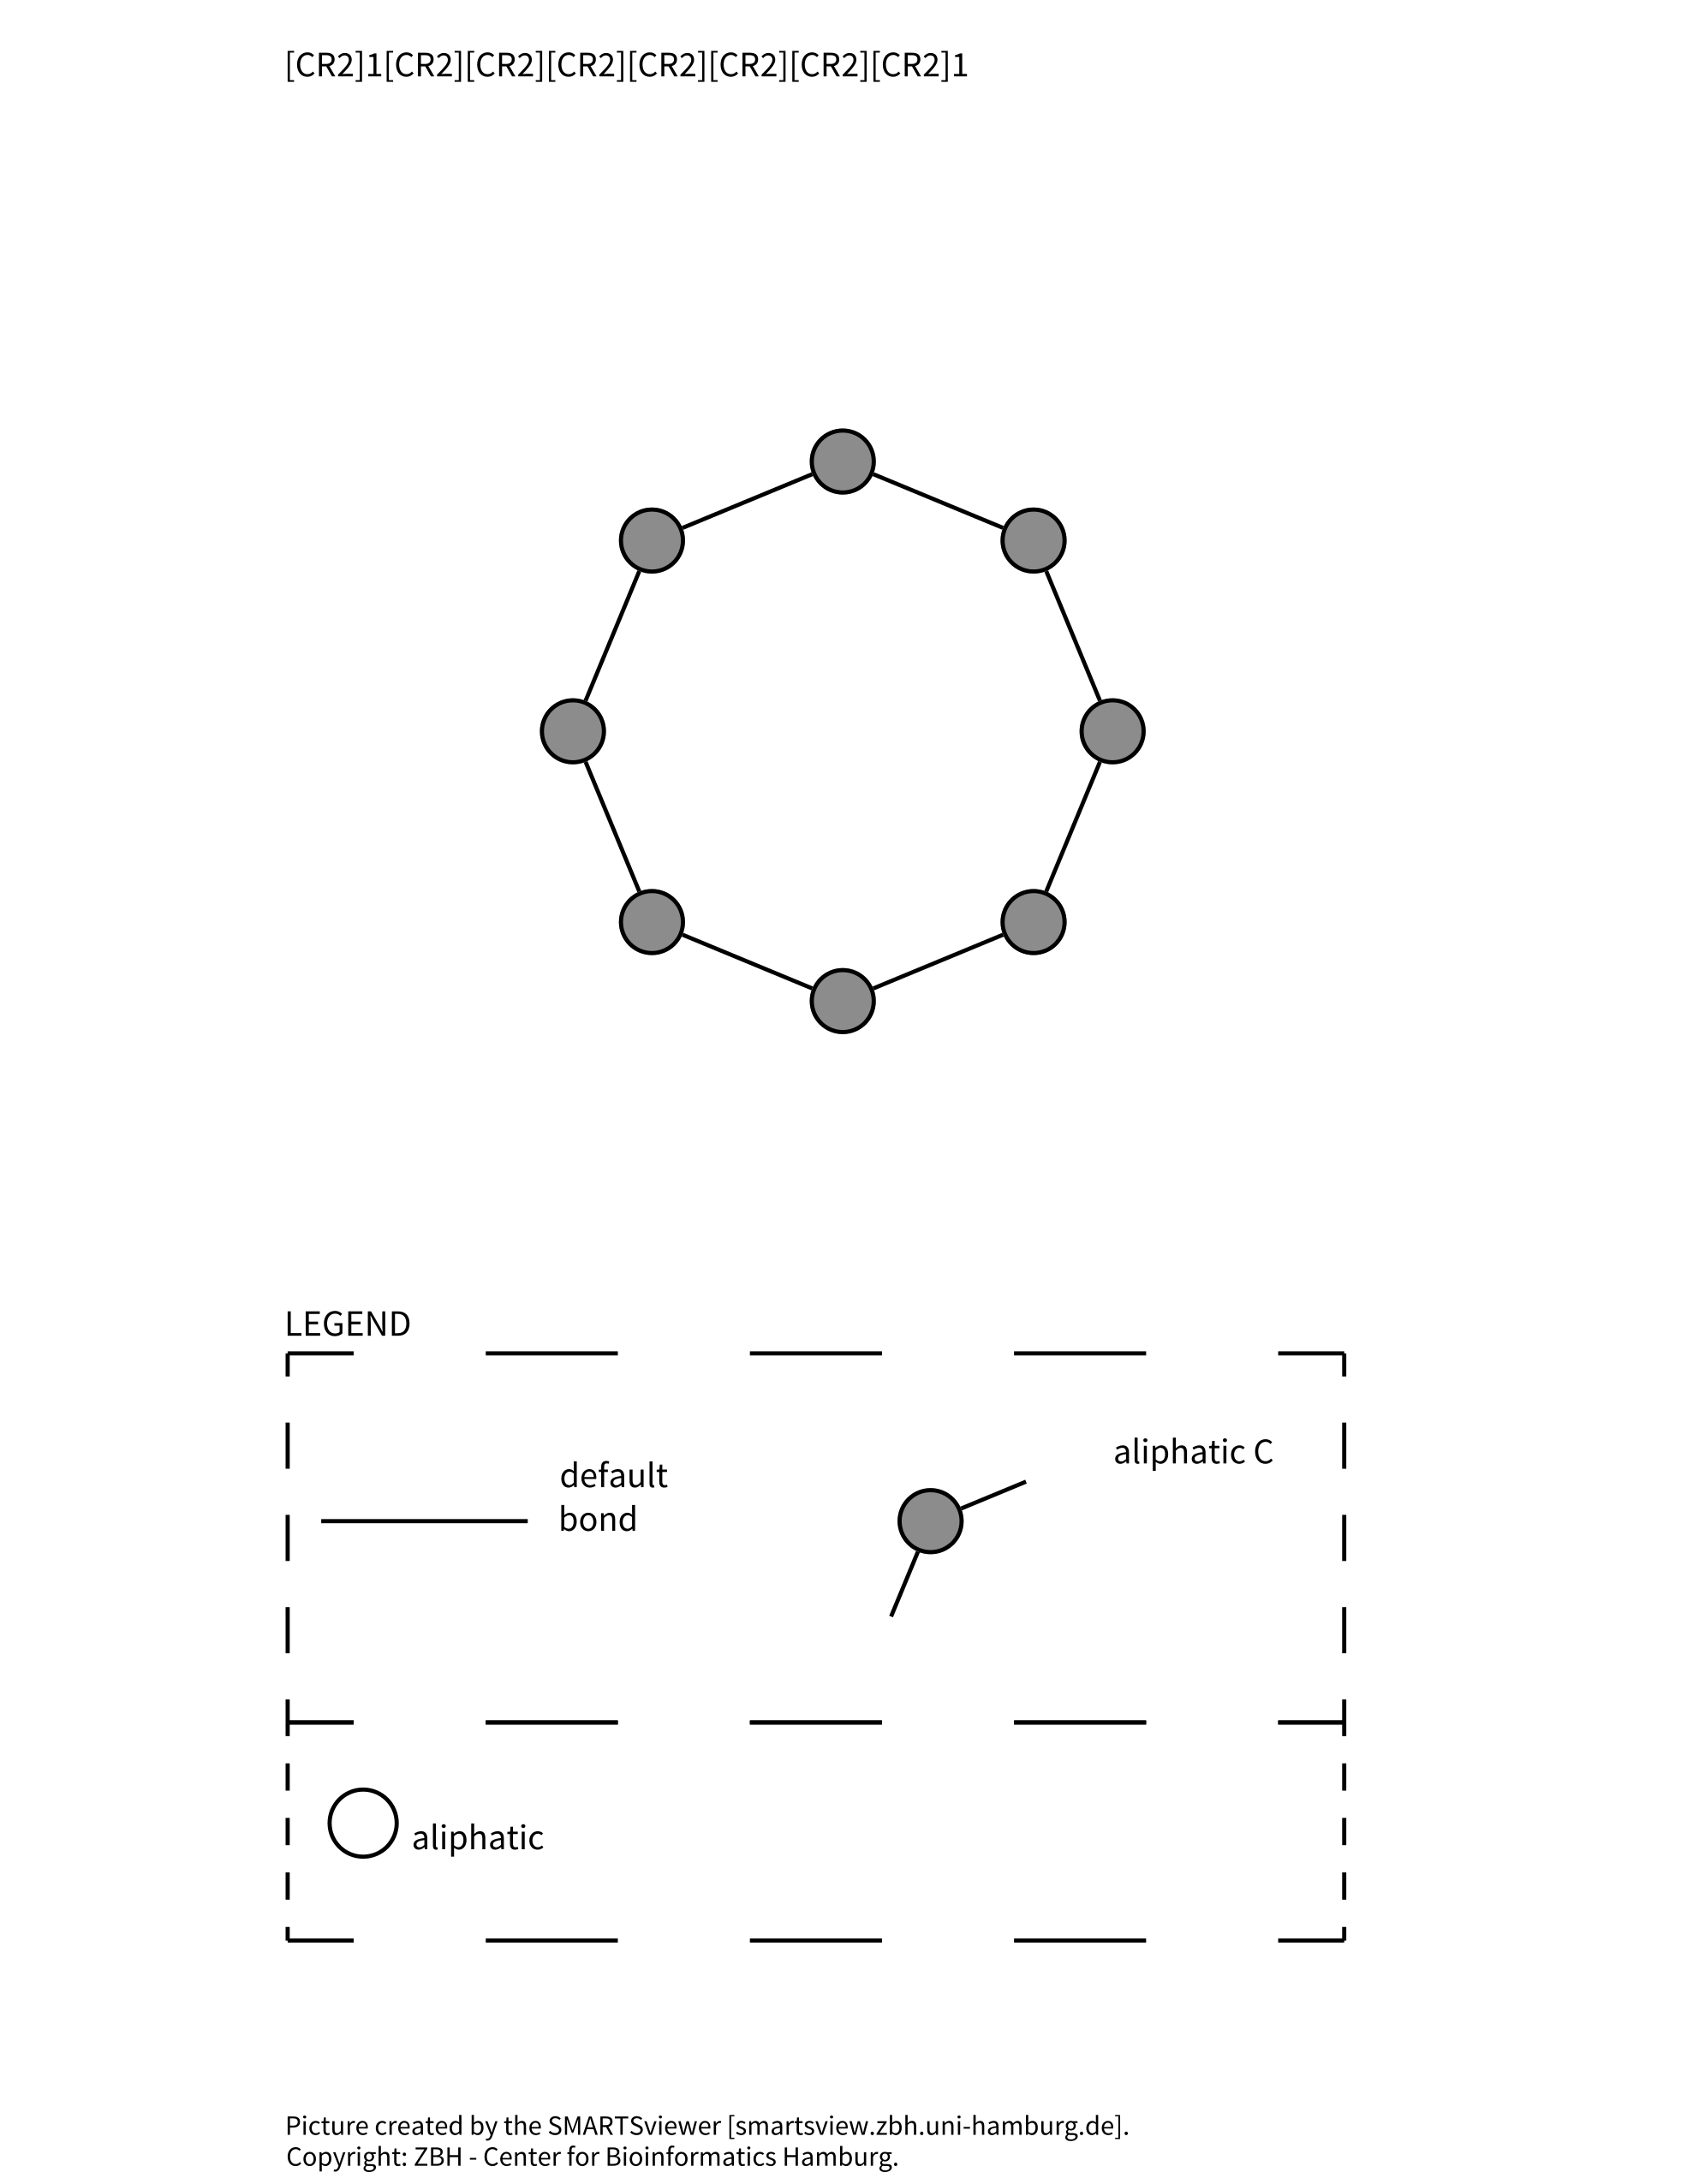 [CR2]1[CR2][CR2][CR2][CR2][CR2][CR2][CR2]1
LEGEND
default
bond
aliphatic C
aliphatic
Picture created by the SMARTSviewer [smartsview.zbh.uni-hamburg.de].
Copyright: ZBH - Center for Bioinformatics Hamburg.